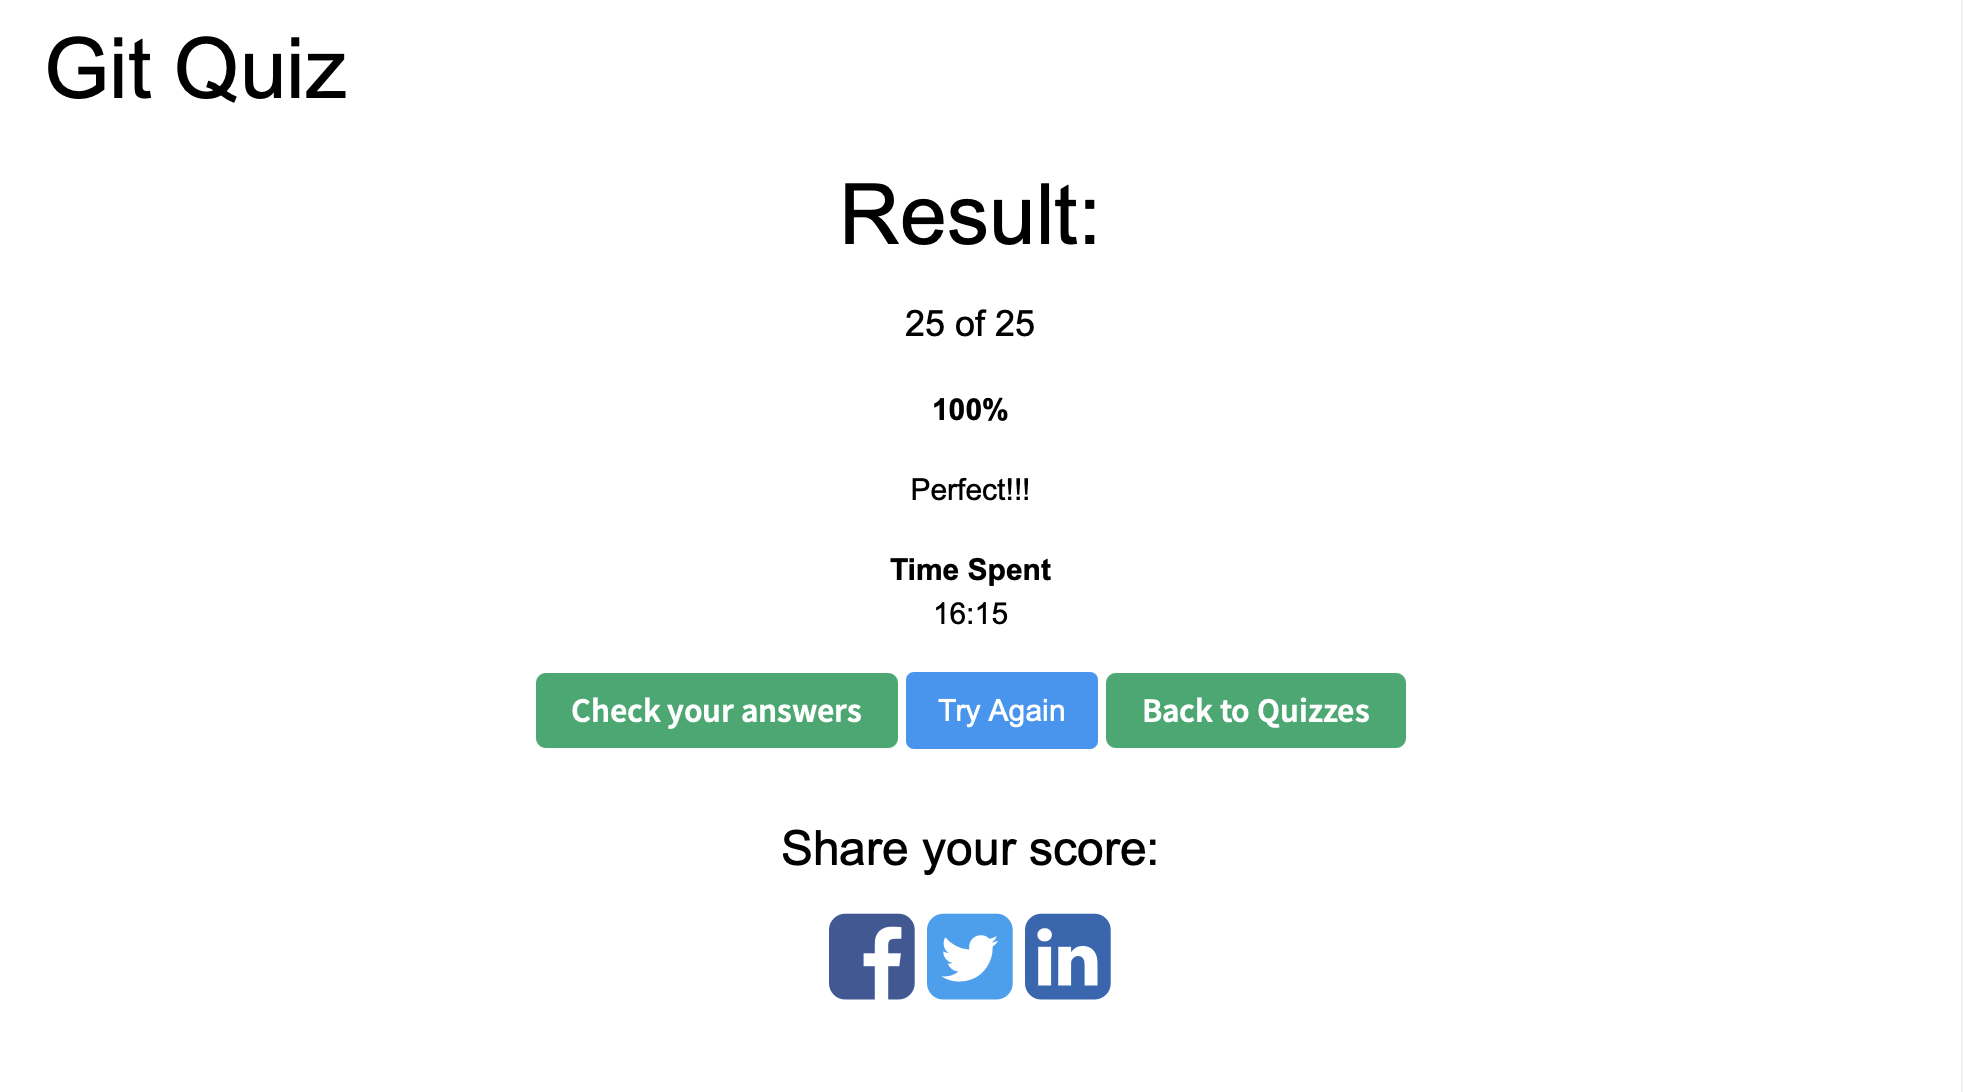 Git Quiz
Result:
25 of 25
100%
Perfect!!!
Time Spent
16:15
Check your answers Try Again Back to Quizzes
Share your score: